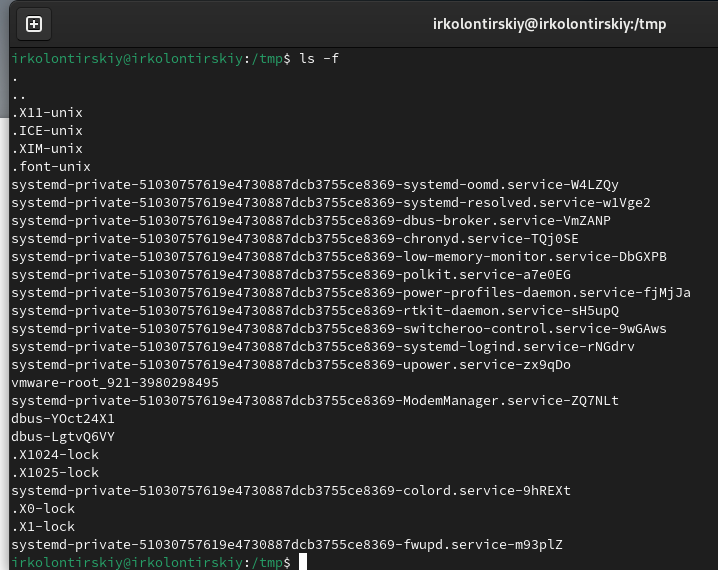 irkolontirskiy@irkolontirskiy:/tmp
irkolontirskiy@irkolontirskiy:/tmp$ ls -f
.
..
.X11-unix
.ICE-unix
.XIM-unix
.font-unix
systemd-private-51030757619e4730887dcb3755ce8369-systemd-oomd.service-W4LZQy
systemd-private-51030757619e4730887dcb3755ce8369-systemd-resolved.service-w1Vge2
systemd-private-51030757619e4730887dcb3755ce8369-dbus-broker.service-VmZANP
systemd-private-51030757619e4730887dcb3755ce8369-chronyd.service-TQj0SE
systemd-private-51030757619e4730887dcb3755ce8369-low-memory-monitor.service-DbGXPB
systemd-private-51030757619e4730887dcb3755ce8369-polkit.service-a7e0EG
systemd-private-51030757619e4730887dcb3755ce8369-power-profiles-daemon.service-fjMjJa
systemd-private-51030757619e4730887dcb3755ce8369-rtkit-daemon.service-sH5upQ
systemd-private-51030757619e4730887dcb3755ce8369-switcheroo-control.service-9wGAws
systemd-private-51030757619e4730887dcb3755ce8369-systemd-logind.service-rNGdrv
systemd-private-51030757619e4730887dcb3755ce8369-upower.service-zx9qDo
vmware-root_921-3980298495
systemd-private-51030757619e4730887dcb3755ce8369-ModemManager.service-ZQ7NLt
dbus-YOct24X1
dbus-LgtvQ6VY
.X1024-lock
.X1025-lock
systemd-private-51030757619e4730887dcb3755ce8369-colord.service-9hREXt
.X0-lock
.X1-lock
systemd-private-51030757619e4730887dcb3755ce8369-fwupd.service-m93plZ
irkolontirskiy@irkolontirskiy:/tmp$